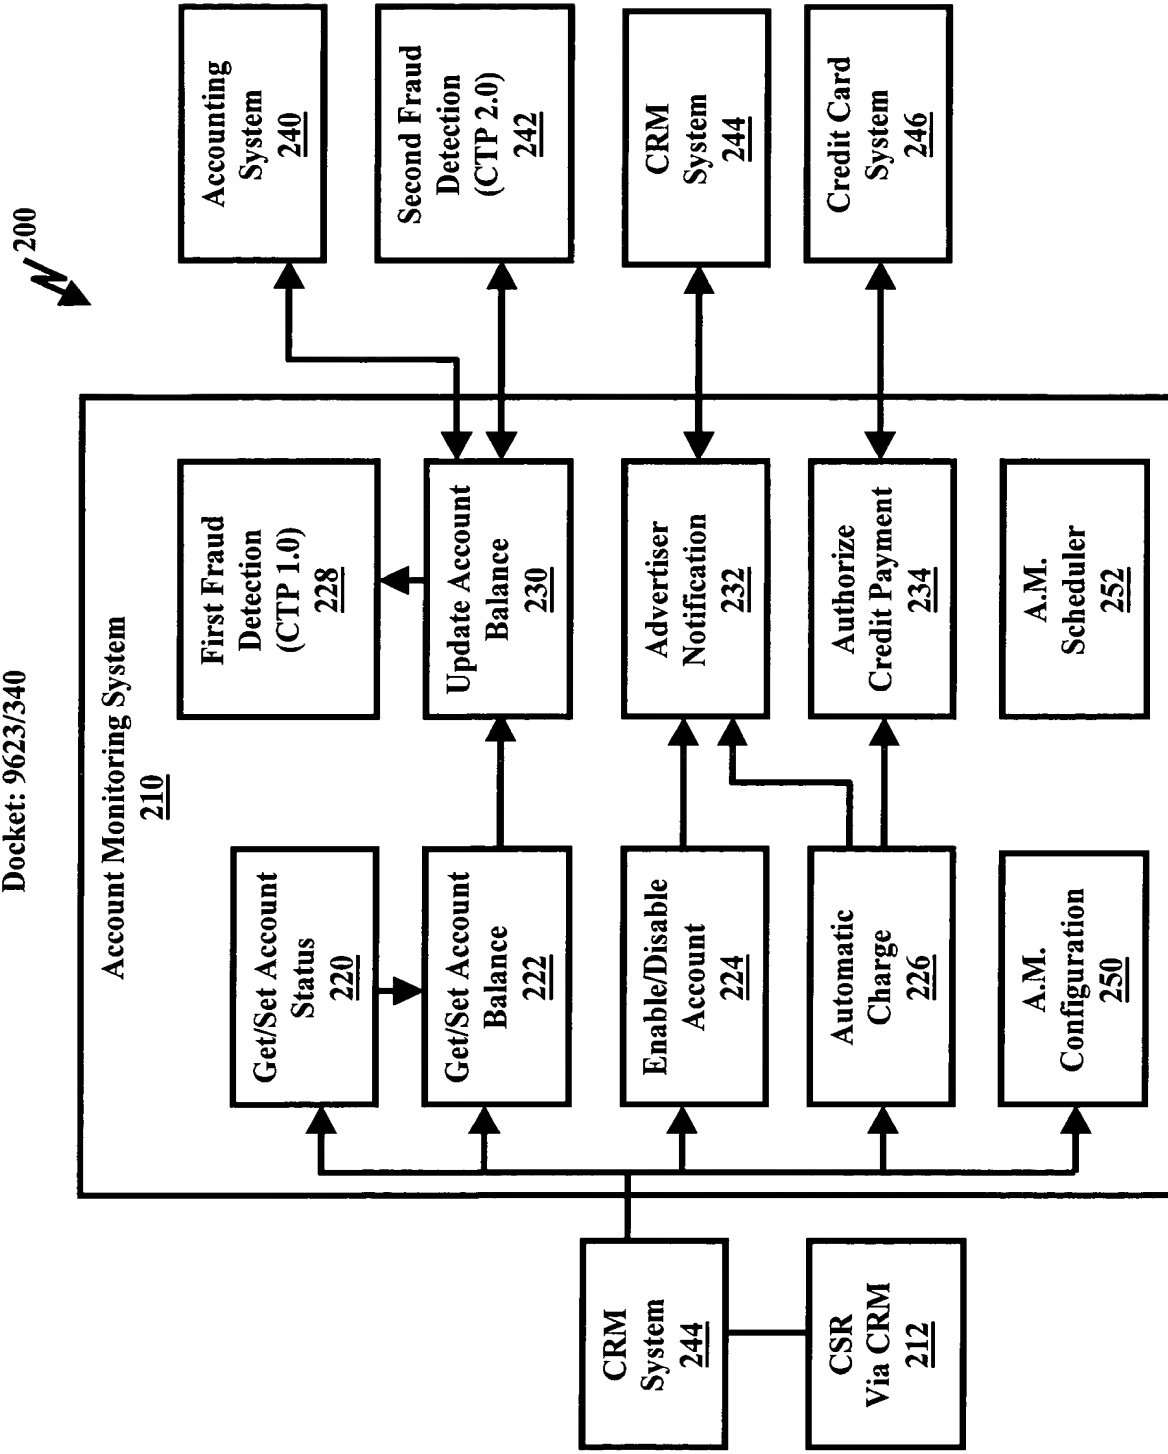 Docket: 9623/340
200
Account Monitoring System
210
CRM
System
244
CSR
Via CRM
212
Get/Set Account
Status
220
Get/Set Account
Balance
222
Enable/Disable
Account
224
Automatic
Charge
226
A.M.
Configuration
250
First Fraud
Detection
(CTP 1.0)
228
Update Account
Balance
230
Advertiser
Notification
232
Authorize
Credit Payment
234
A.M.
Scheduler
252
Accounting
System
240
Second Fraud
Detection
(CTP 2.0)
242
CRM
System
244
Credit Card
System
246